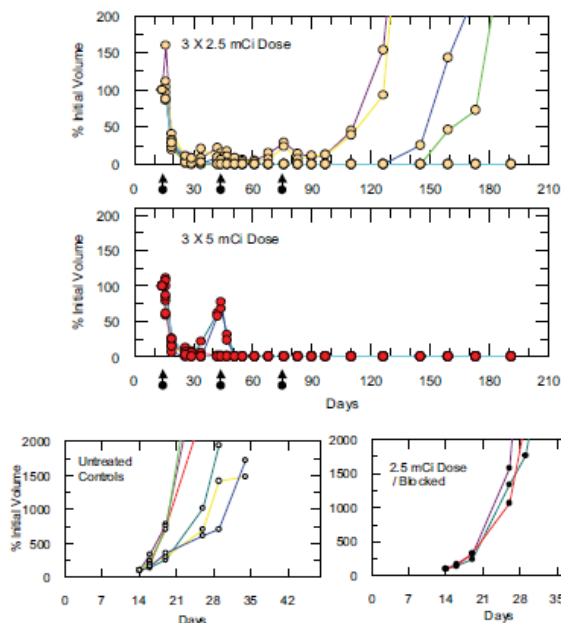 200
3 X 2.5 mCi Dose
150
100
50
0
% Initial Volume
0 30 60 90 120 150 180 210
200
3 X 5 mCi Dose
150
100
50
0
% Initial Volume
0 30 60 90 120 150 180 210
Days
2000
Untreated
Controls
1500
1000
500
0
% Initial Volume
0 7 14 21 28 35 42
Days
2000
2.5 mCi Dose
/ Blocked
1500
1000
500
0
0 7 14 21 28 35 42
Days